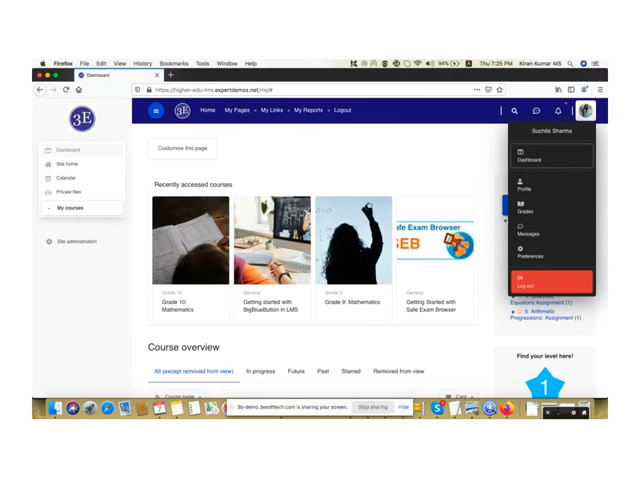 Firefox File Edit View History Bookmarks Tools Window Help
94% Thu 7:25 PM Kiran Kumar MS
Dashboard
https://higher-edu-lms.expertdemos.net/my/#
3E
3E Home My Pages My Links My Reports Logout
Suchita Sharma
Dashboard
Profile
Grades
Messages
Preferences
Log out
Dashboard
Site home
Calendar
Private files
My courses
Site administration
Customise this page
Recently accessed courses
Safe Exam Browser
SEB
Grade 10
Grade 10:
Mathematics
General
Getting started with
BigBlueButton in LMS
Grade 9
Grade 9: Mathematics
General
Getting Started with
Safe Exam Browser
Equations:Assignment (1)
5. Arithmetic
Progressions: Assignment (1)
Course overview
All (except removed from view) In progress Future Past Starred Removed from view
Course name Card
Find your level here!
1
3b-demo.3esofttech.com is sharing your screen. Stop sharing Hide